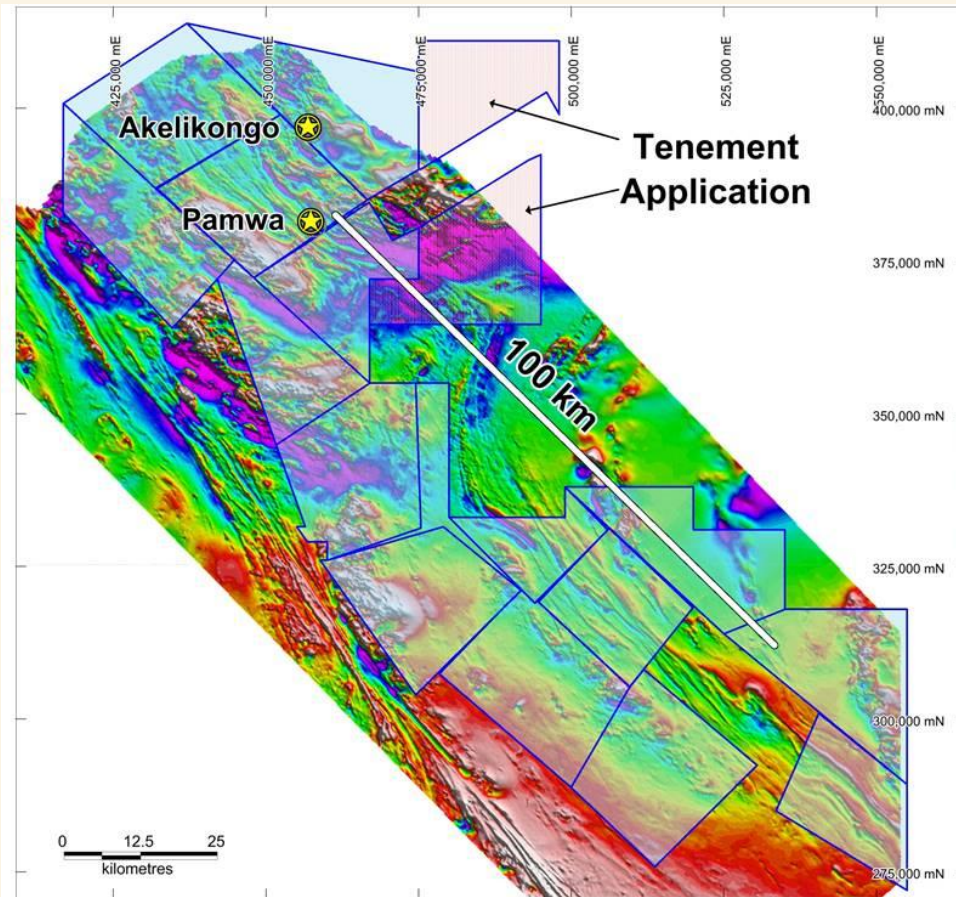 425,000 mE
450,000 mE
475,000 mE
500,000 mE
525,000 mE
550,000 mE
400,000 mN
Akelikongo
Tenement
Application
Pamwa
375,000 mN
100 km
350,000 mN
325,000 mN
300,000 mN
0 12.5 25
kilometres
275,000 mN